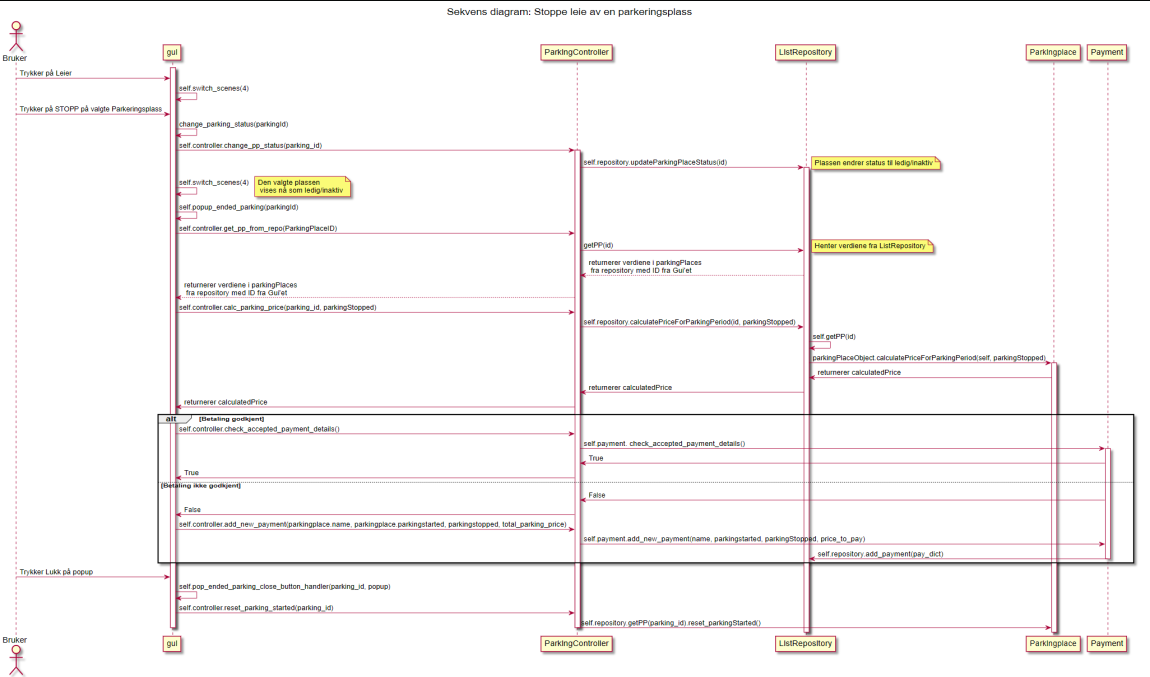 Sekvens diagram: Stoppe leie av en parkeringsplass
Bruker
gui
ParkingController
ListRepository
Parkingplace
Payment
Trykker på Leier
self.switch_scenes(4)
Trykker på STOPP på valgte Parkeringsplass
change_parking_status(parkingId)
self.controller.change_pp_status(parking_id)
self.repository.updateParkingPlaceStatus(id)
Plassen endrer status til ledig/inaktiv
self.switch_scenes(4)
Den valgte plassen
vises nå som ledig/inaktiv
self.popup_ended_parking(parkingId)
self.controller.get_pp_from_repo(ParkingPlaceID)
getPP(id)
Henter verdiene fra ListRepository
returnerer verdiene i parkingPlaces
fra repository med ID fra Gui'et
returnerer verdiene i parkingPlaces
fra repository med ID fra Gui'et
self.controller.calc_parking_price(parking_id, parkingStopped)
self.repository.calculatePriceForParkingPeriod(id, parkingStopped)
self.getPP(id)
parkingPlaceObject.calculatePriceForParkingPeriod(self, parkingStopped)
returnerer calculatedPrice
returnerer calculatedPrice
returnerer calculatedPrice
alt
[Betaling godkjent]
self.controller.check_accepted_payment_details()
self.payment. check_accepted_payment_details()
True
True
[Betaling ikke godkjent]
False
False
self.controller.add_new_payment(parkingplace.name, parkingplace.parkingstarted, parkingstopped, total_parking_price)
self.payment.add_new_payment(name, parkingstarted, parkingStopped, price_to_pay)
self.repository.add_payment(pay_dict)
Trykker Lukk på popup
self.pop_ended_parking_close_button_handler(parking_id, popup)
self.controller.reset_parking_started(parking_id)
self.repository.getPP(parking_id).reset_parkingStarted()
Bruker
gui
ParkingController
ListRepository
Parkingplace
Payment